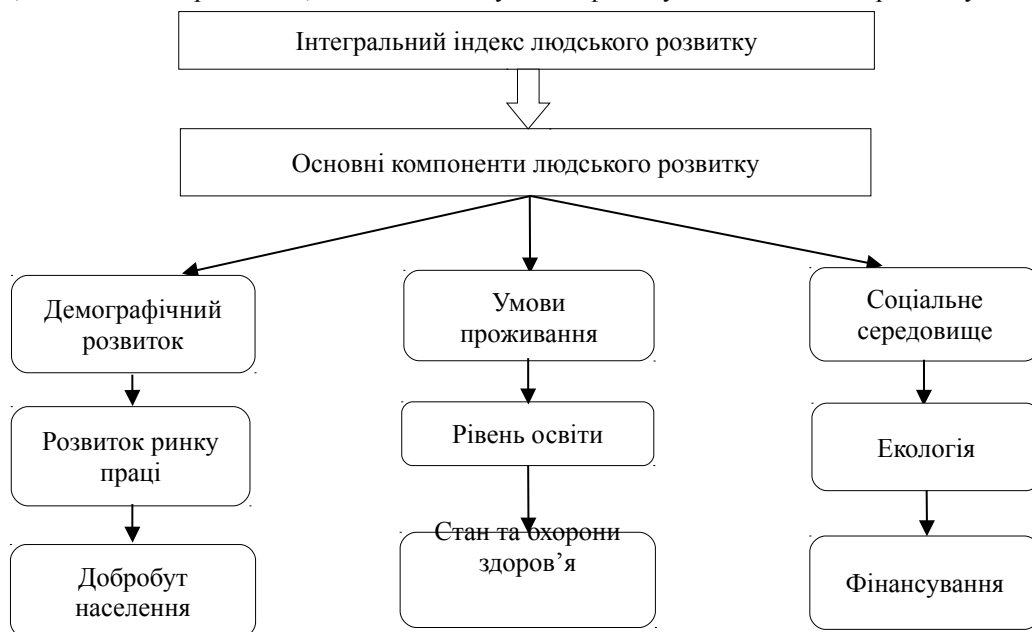 Інтегральний індекс людського розвитку
Основні компоненти людського розвитку
Демографічний
розвиток
Умови
проживання
Соціальне
середовище
Розвиток ринку
праці
Рівень освіти
Екологія
Добробут
населення
Стан та охорони
здоров’я
Фінансування